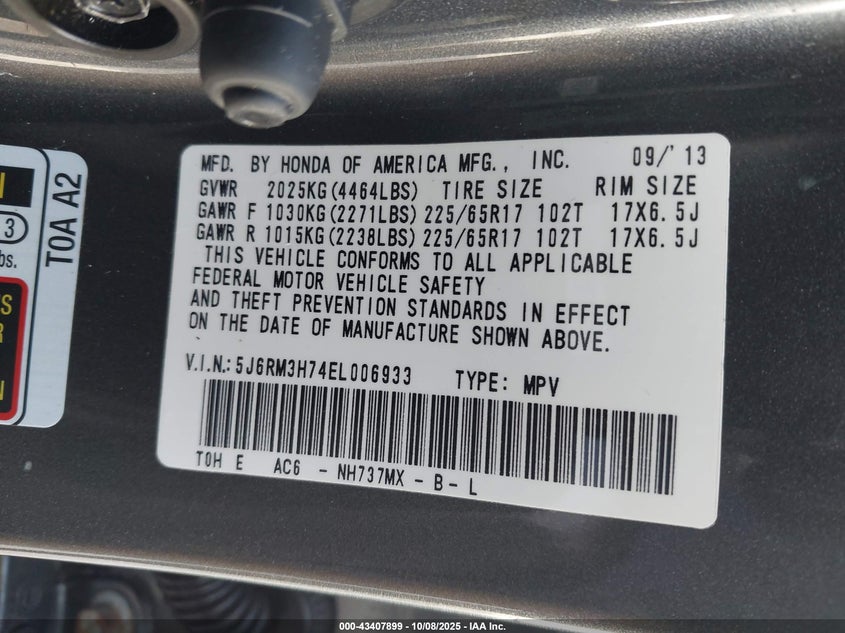 MFD. BY HONDA OF AMERICA MFG., INC. 09/'13
GVWR 2025KG(4464LBS) TIRE SIZE RIM SIZE
GAWR F 1030KG(2271LBS) 225/65R17 102T 17X6.5J
GAWR R 1015KG(2238LBS) 225/65R17 102T 17X6.5J
THIS VEHICLE CONFORMS TO ALL APPLICABLE
FEDERAL MOTOR VEHICLE SAFETY
AND THEFT PREVENTION STANDARDS IN EFFECT
ON THE DATE OF MANUFACTURE SHOWN ABOVE.
V.I.N.: 5J6RM3H74EL006933 TYPE: MPV
T0H E AC6 - NH737MX - B - L
T0A A2
3
lbs.
000-43407899 - 10/08/2025 - IAA Inc.